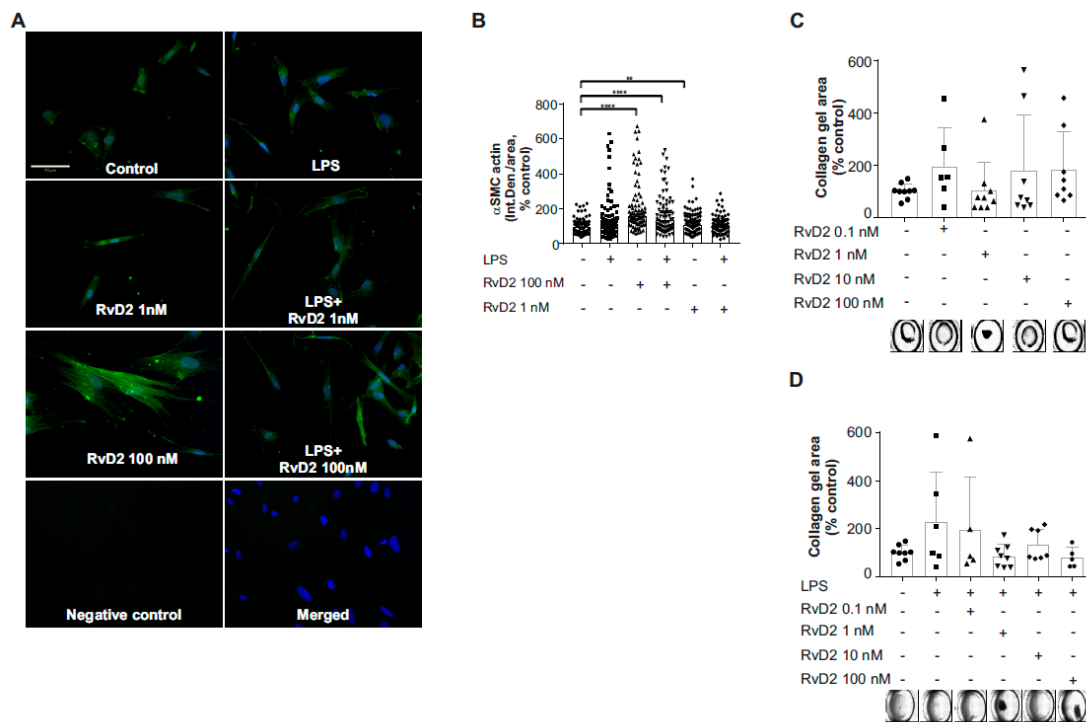 A
Control
LPS
RvD2 1nM
LPS+
RvD2 1nM
RvD2 100 nM
LPS+
RvD2 100nM
Negative control
Merged
B
αSMC actin
(Int.Den./area,
% control)
800
600
400
200
0
**
****
****
LPS - + - + - +
RvD2 100 nM - - + + - -
RvD2 1 nM - - - - + +
C
Collagen gel area
(% control)
600
400
200
0
RvD2 0.1 nM - + - - -
RvD2 1 nM - - + - -
RvD2 10 nM - - - + -
RvD2 100 nM - - - - +
D
Collagen gel area
(% control)
600
400
200
0
LPS - + + + + +
RvD2 0.1 nM - - + - - -
RvD2 1 nM - - - + - -
RvD2 10 nM - - - - + -
RvD2 100 nM - - - - - +